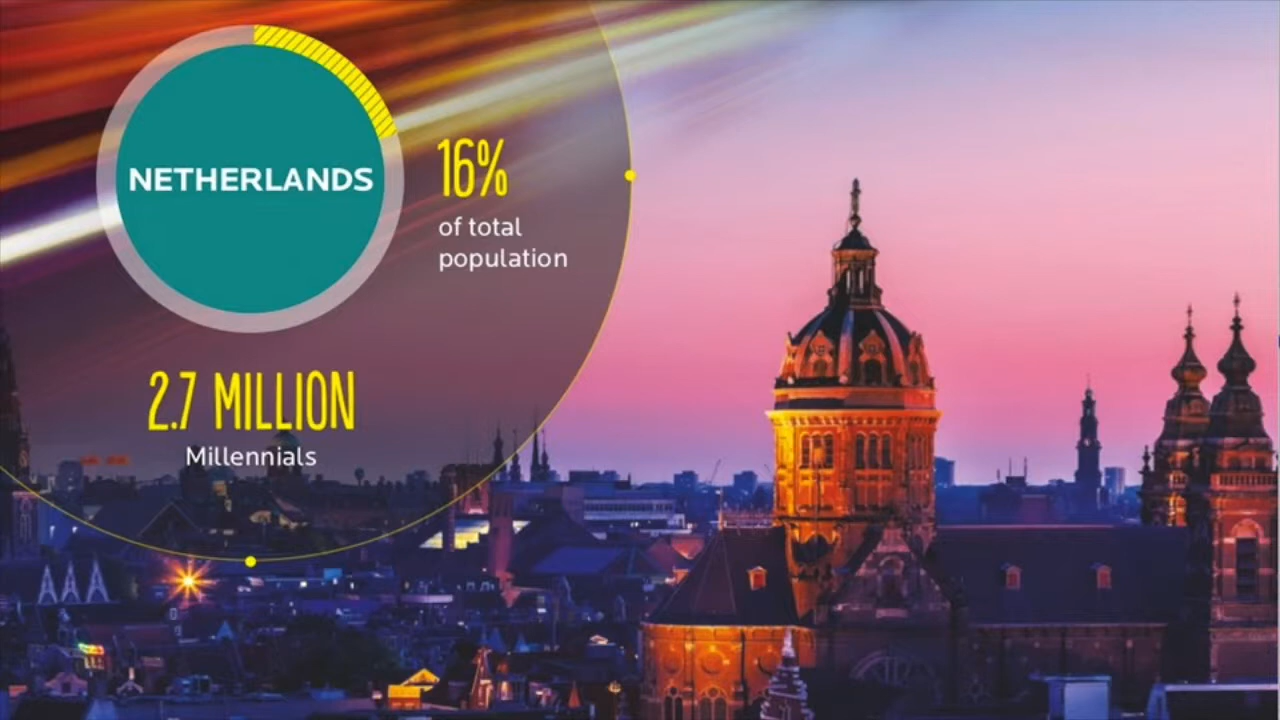 NETHERLANDS
16%
of total
population
2.7 MILLION
Millennials